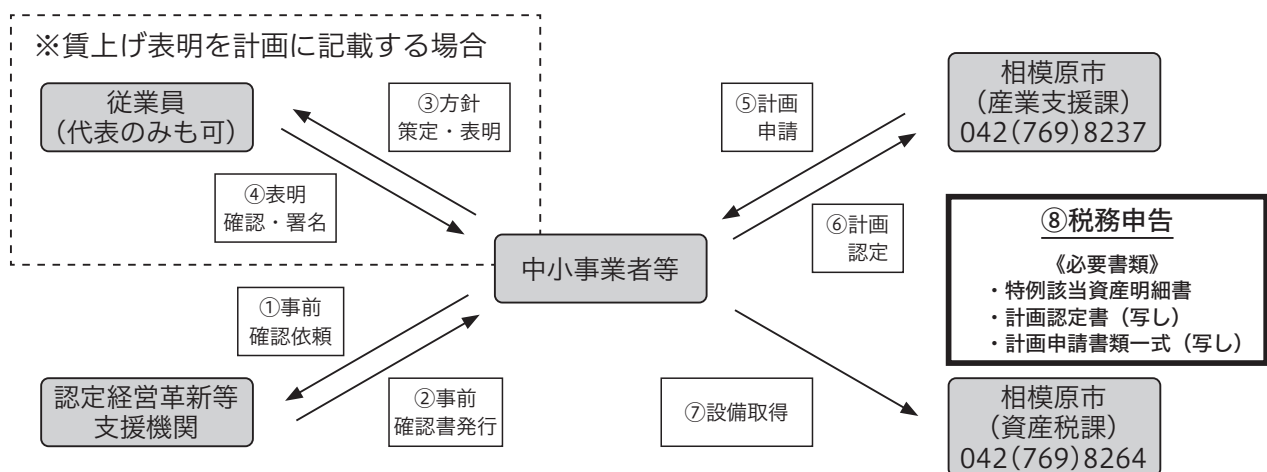 ※賃上げ表明を計画に記載する場合
従業員
(代表のみも可)
③方針
策定・表明
④表明
確認・署名
⑤計画
申請
相模原市
(産業支援課)
042(769)8237
⑥計画
認定
中小事業者等
①事前
確認依頼
②事前
確認書発行
認定経営革新等
支援機関
⑦設備取得
⑧税務申告
《必要書類》
・特例該当資産明細書
・計画認定書(写し)
・計画申請書類一式(写し)
相模原市
(資産税課)
042(769)8264